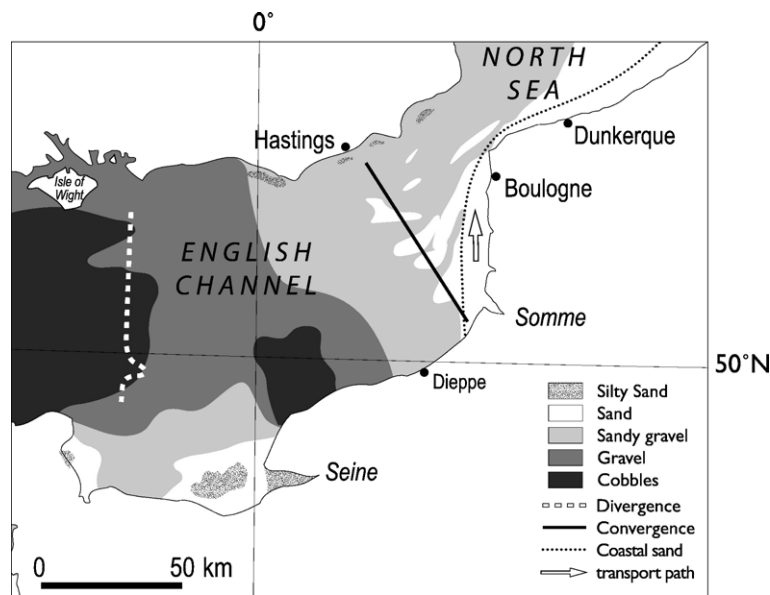 0°
NORTH
SEA
Hastings
Dunkerque
Isle of
Wight
Boulogne
ENGLISH
CHANNEL
Somme
50°N
Dieppe
Silty Sand
Sand
Sandy gravel
Gravel
Cobbles
Seine
Divergence
Convergence
Coastal sand
transport path
0 50 km